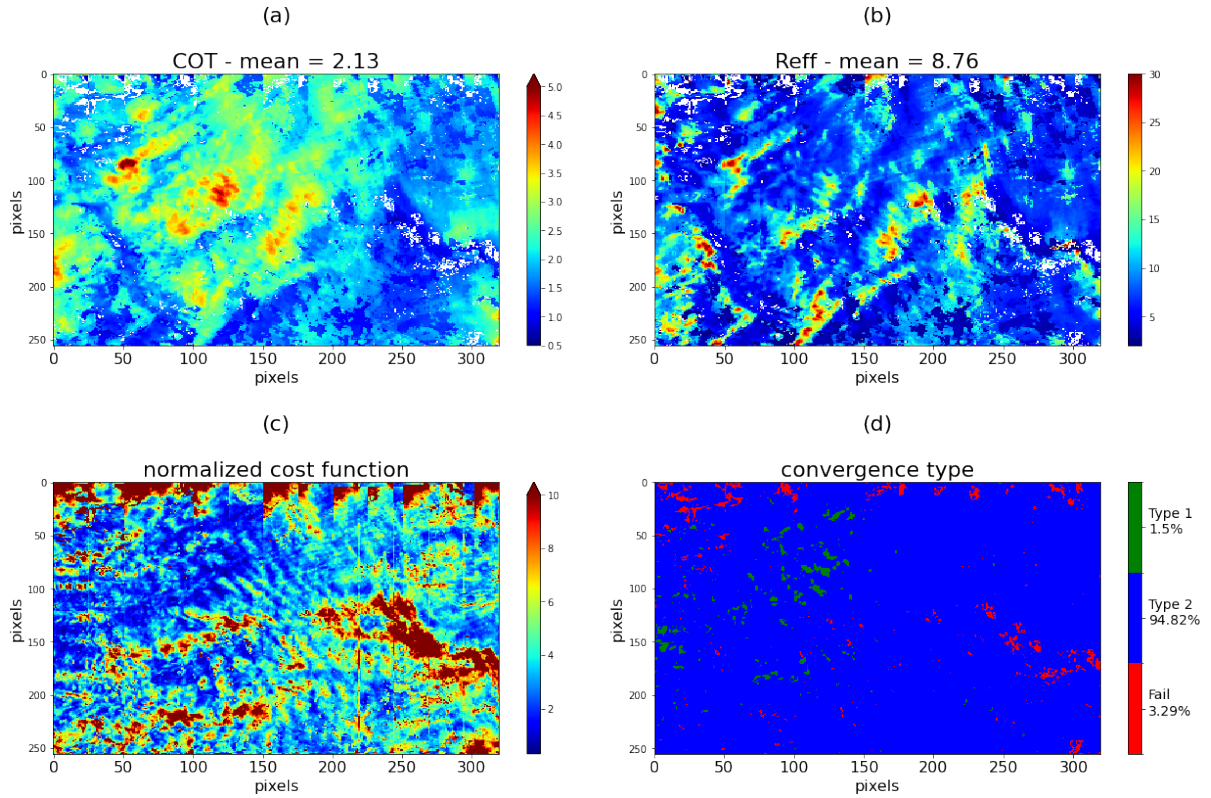 (a)
COT - mean = 2.13
0
50
100
150
200
250
pixels
0 50 100 150 200 250 300
pixels
5.0
4.5
4.0
3.5
3.0
2.5
2.0
1.5
1.0
0.5
(b)
Reff - mean = 8.76
0
50
100
150
200
250
pixels
0 50 100 150 200 250 300
pixels
30
25
20
15
10
5
(c)
normalized cost function
0
50
100
150
200
250
pixels
0 50 100 150 200 250 300
pixels
10
8
6
4
2
(d)
convergence type
0
50
100
150
200
250
pixels
0 50 100 150 200 250 300
pixels
Type 1
1.5%
Type 2
94.82%
Fail
3.29%